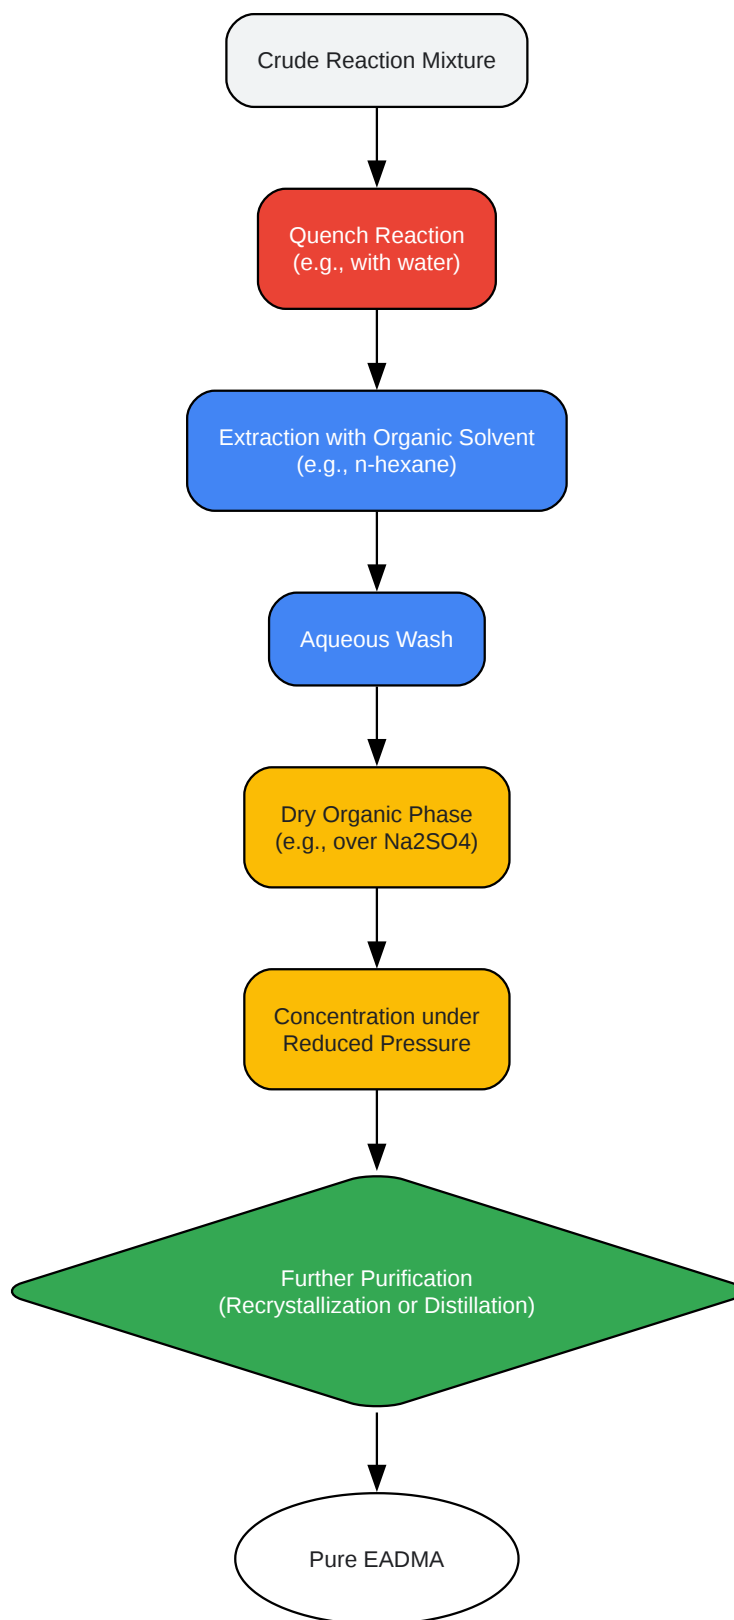 Crude Reaction Mixture
Quench Reaction
(e.g., with water)
Extraction with Organic Solvent
(e.g., n-hexane)
Aqueous Wash
Dry Organic Phase
(e.g., over Na2SO4)
Concentration under
Reduced Pressure
Further Purification
(Recrystallization or Distillation)
Pure EADMA